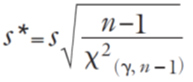 s* = s √((n−1) / χ²(γ, n−1))